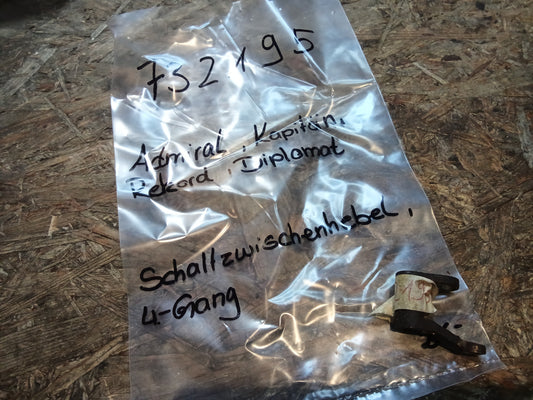 732195
Admiral, Kapitän,
Rekord, Diplomat
Schaltzwischenhebel,
4.-Gang